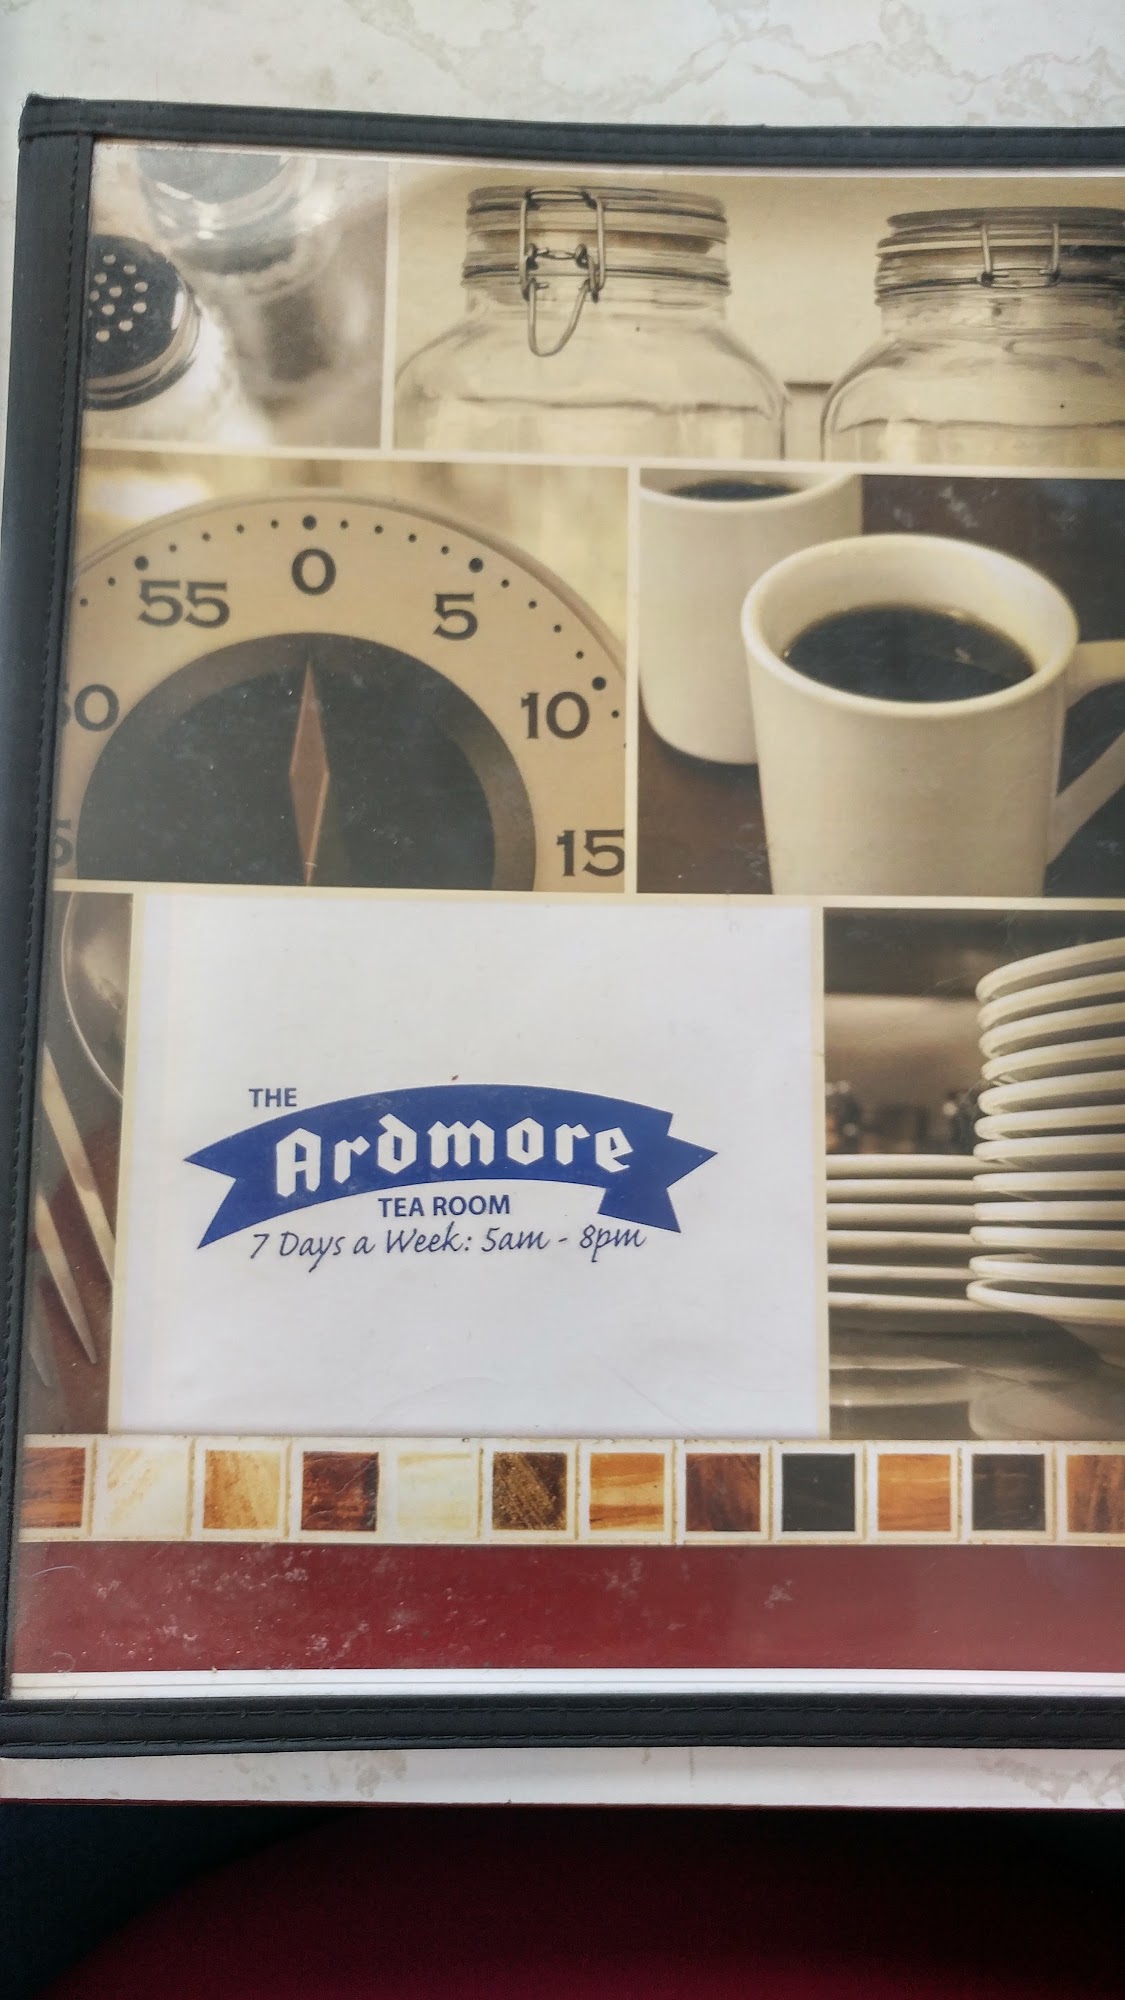 0
55
5
10
15
THE
Ardmore
TEA ROOM
7 Days a Week: 5am - 8pm